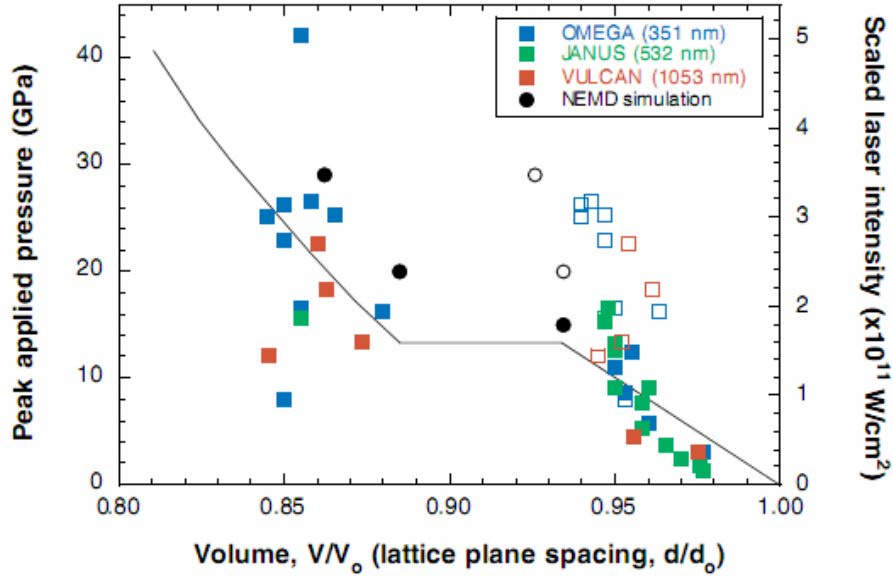 OMEGA (351 nm)
JANUS (532 nm)
VULCAN (1053 nm)
NEMD simulation
Peak applied pressure (GPa)
40
30
20
10
0
Scaled laser intensity (x10¹¹ W/cm²)
5
4
3
2
1
0
0.80 0.85 0.90 0.95 1.00
Volume, V/Vₒ (lattice plane spacing, d/dₒ)